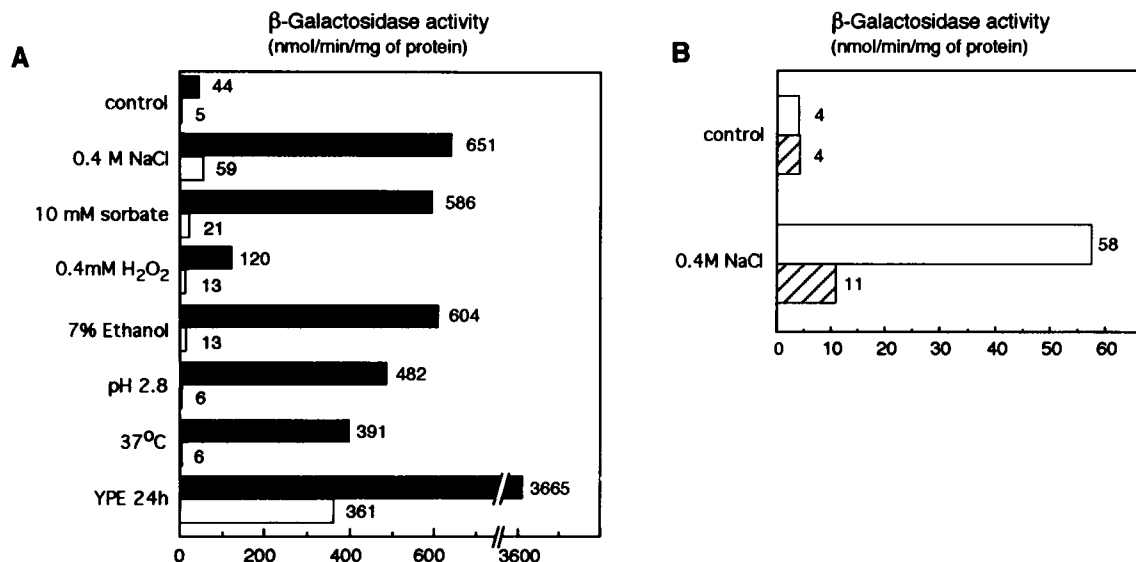 A
β-Galactosidase activity
(nmol/min/mg of protein)
control
44
5
0.4 M NaCl
651
59
10 mM sorbate
586
21
0.4mM H₂O₂
120
13
7% Ethanol
604
13
pH 2.8
482
6
37°C
391
6
YPE 24h
3665
361
0 200 400 600 3600
B
β-Galactosidase activity
(nmol/min/mg of protein)
control
4
4
0.4M NaCl
58
11
0 10 20 30 40 50 60